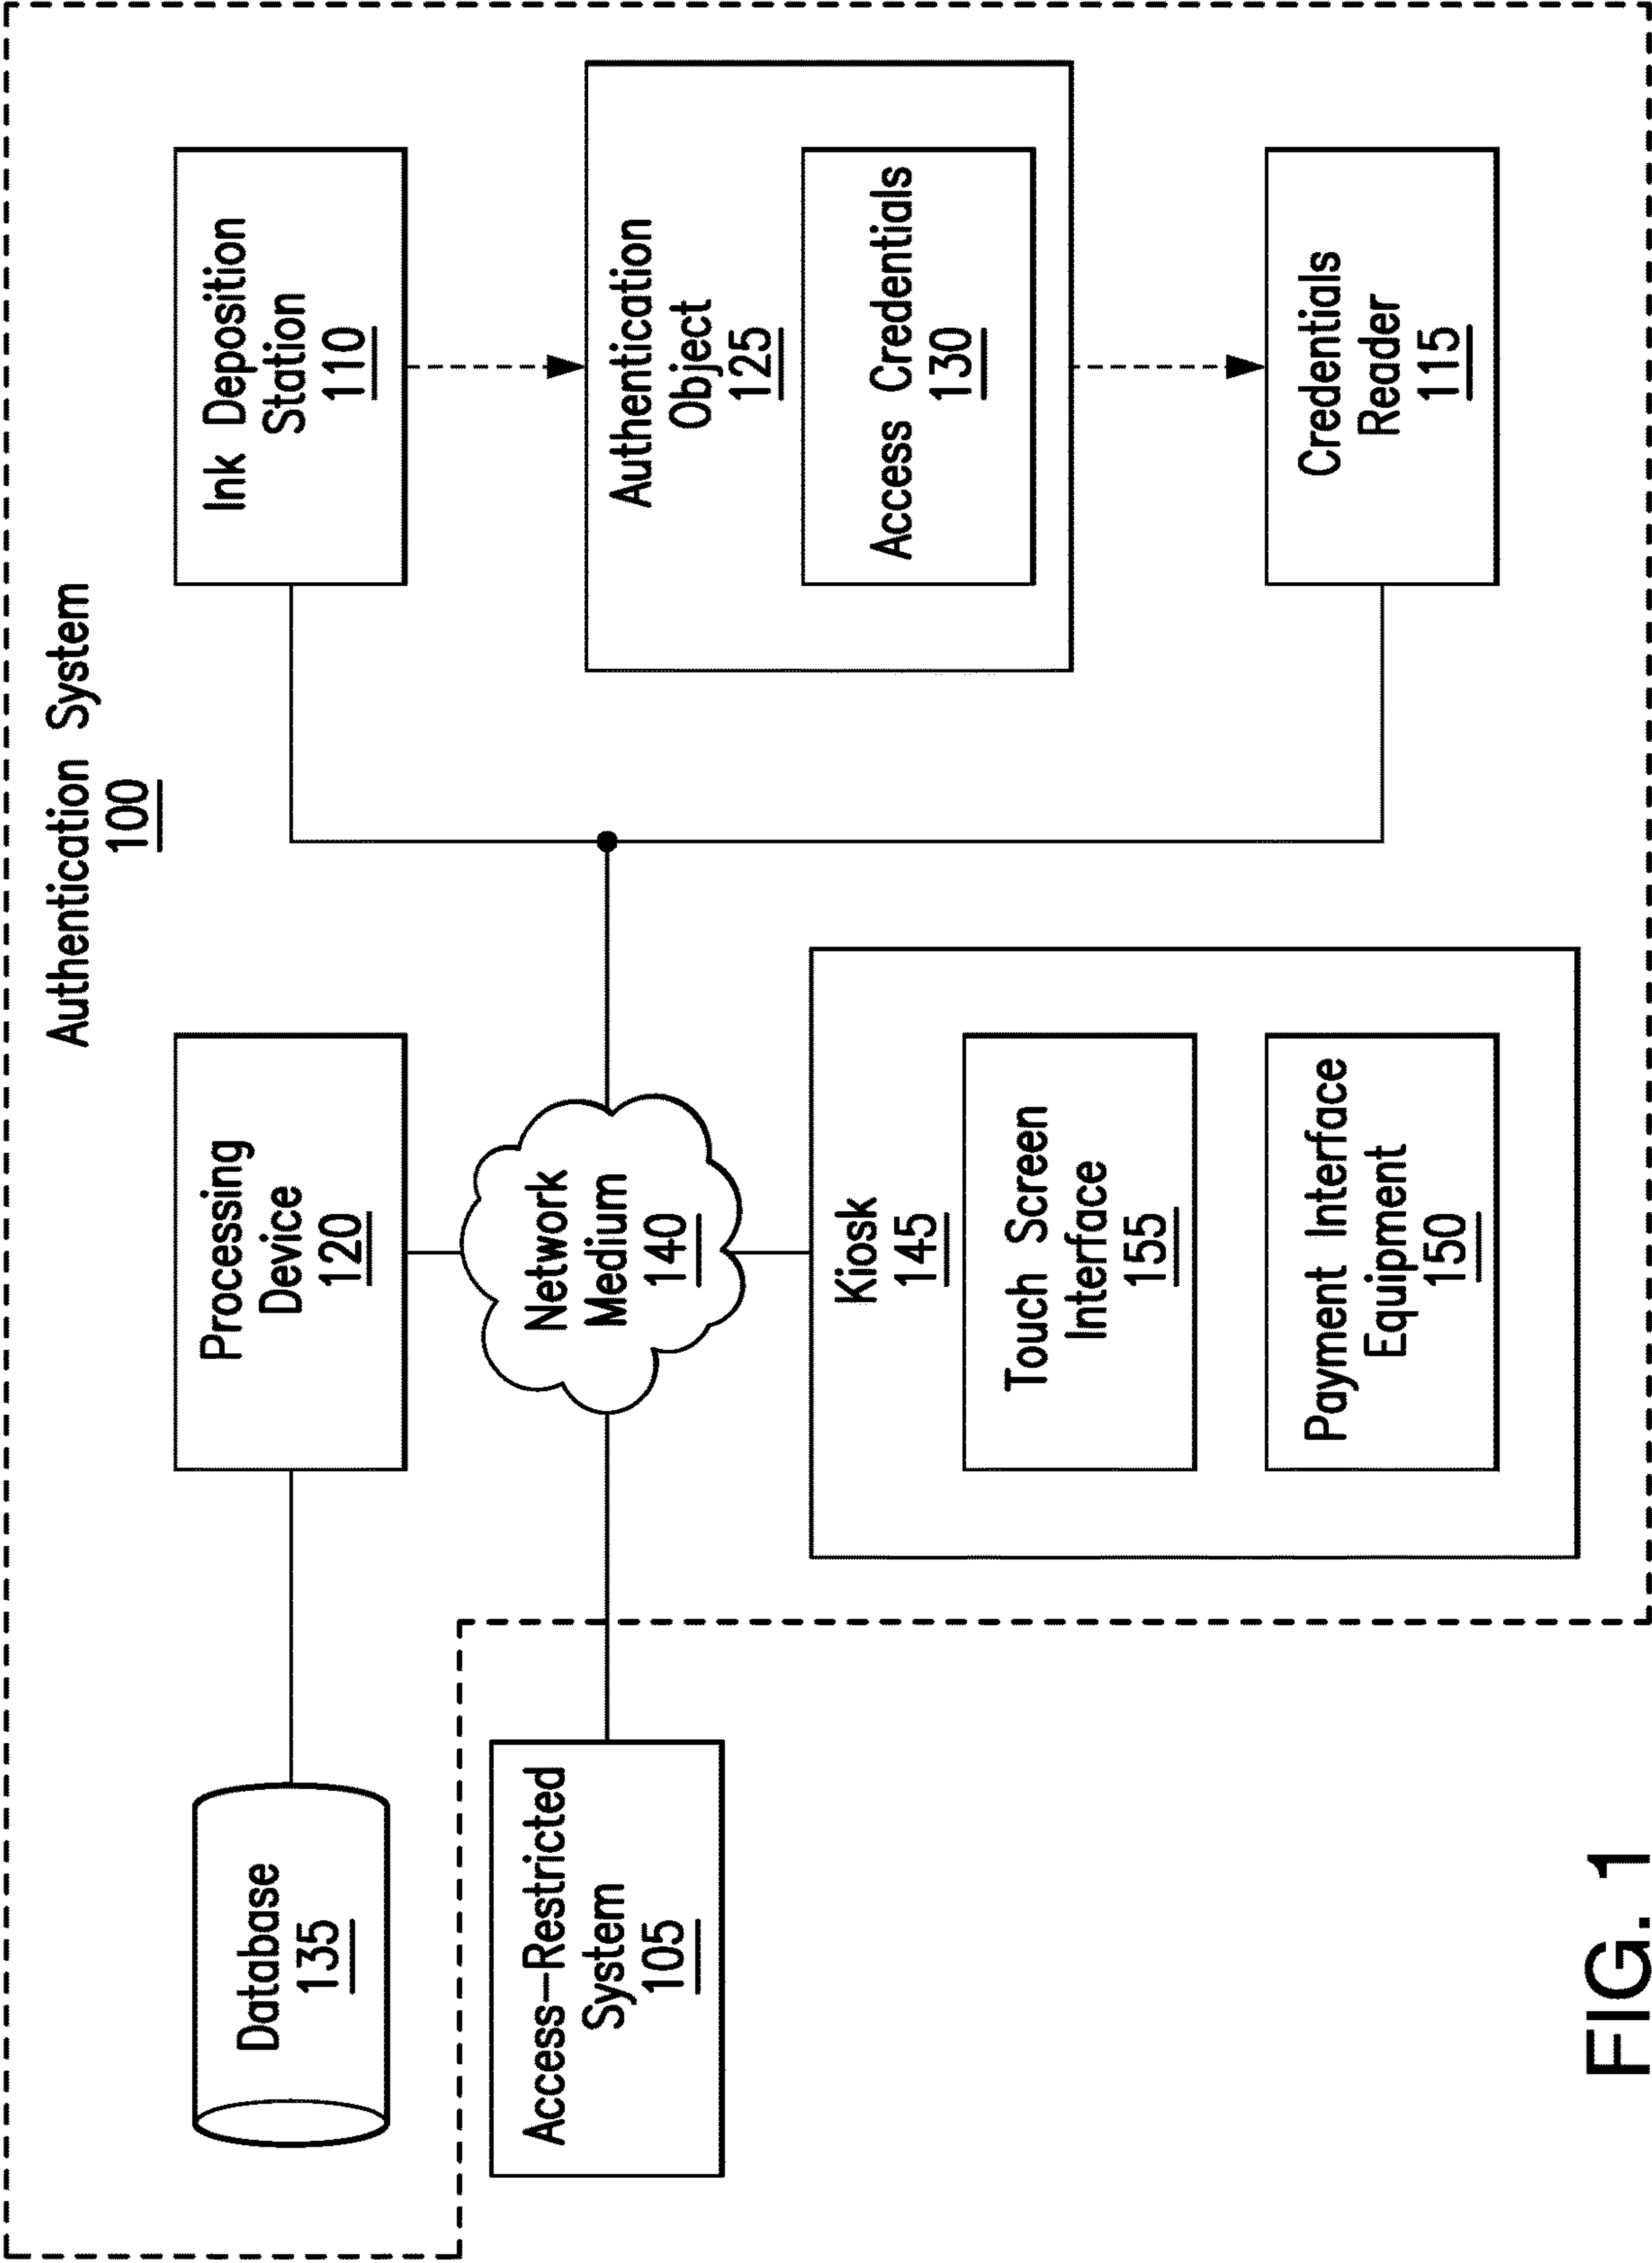 Authentication System
100
Database
135
Processing
Device
120
Ink Deposition
Station
110
Access-Restricted
System
105
Network
Medium
140
Authentication
Object
125
Access Credentials
130
Kiosk
145
Touch Screen
Interface
155
Payment Interface
Equipment
150
Credentials
Reader
115
FIG. 1